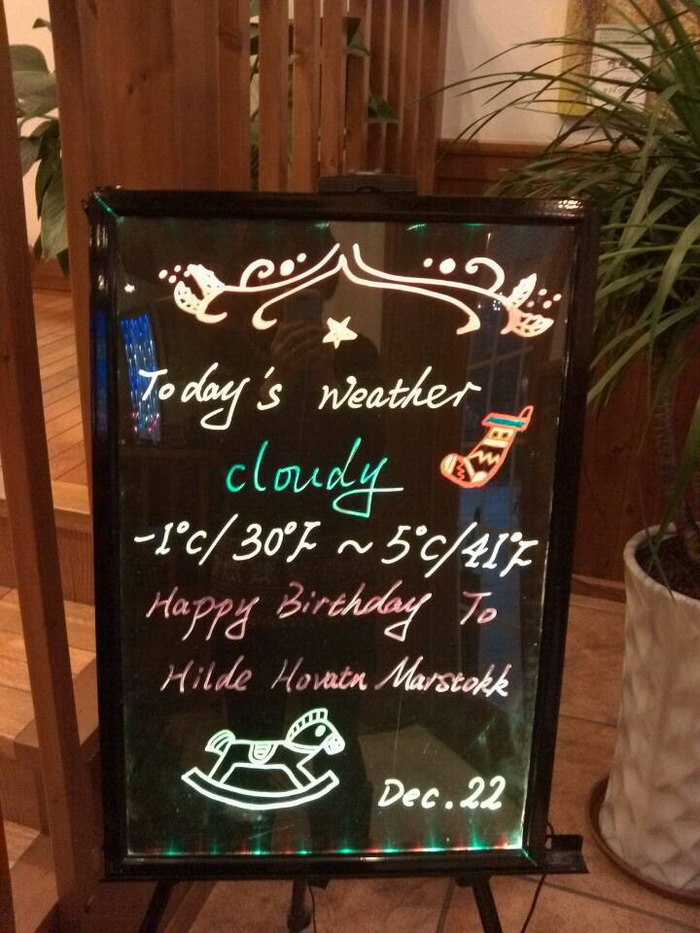 Today's Weather
cloudy
-1°C/30°F ~ 5°C/41°F
Happy Birthday To
Hilde Hovatn Marstokk
Dec.22